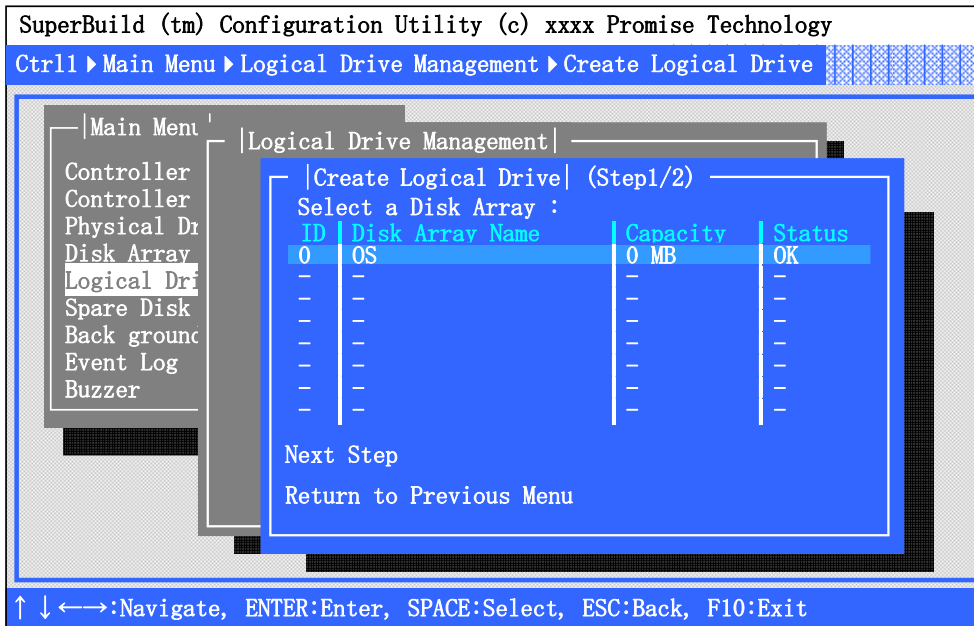 SuperBuild (tm) Configuration Utility (c) xxxx Promise Technology
Ctrl1 ▶ Main Menu ▶ Logical Drive Management ▶ Create Logical Drive
|Main Menu
Controller
Controller
Physical Dr
Disk Array
Logical Dri
Spare Disk
Back ground
Event Log
Buzzer
|Logical Drive Management|
|Create Logical Drive| (Step1/2)
Select a Disk Array :
ID Disk Array Name Capacity Status
0 OS 0 MB OK
– – – –
– – – –
– – – –
– – – –
– – – –
– – – –
– – – –
Next Step
Return to Previous Menu
↑ ↓ ←→:Navigate, ENTER:Enter, SPACE:Select, ESC:Back, F10:Exit